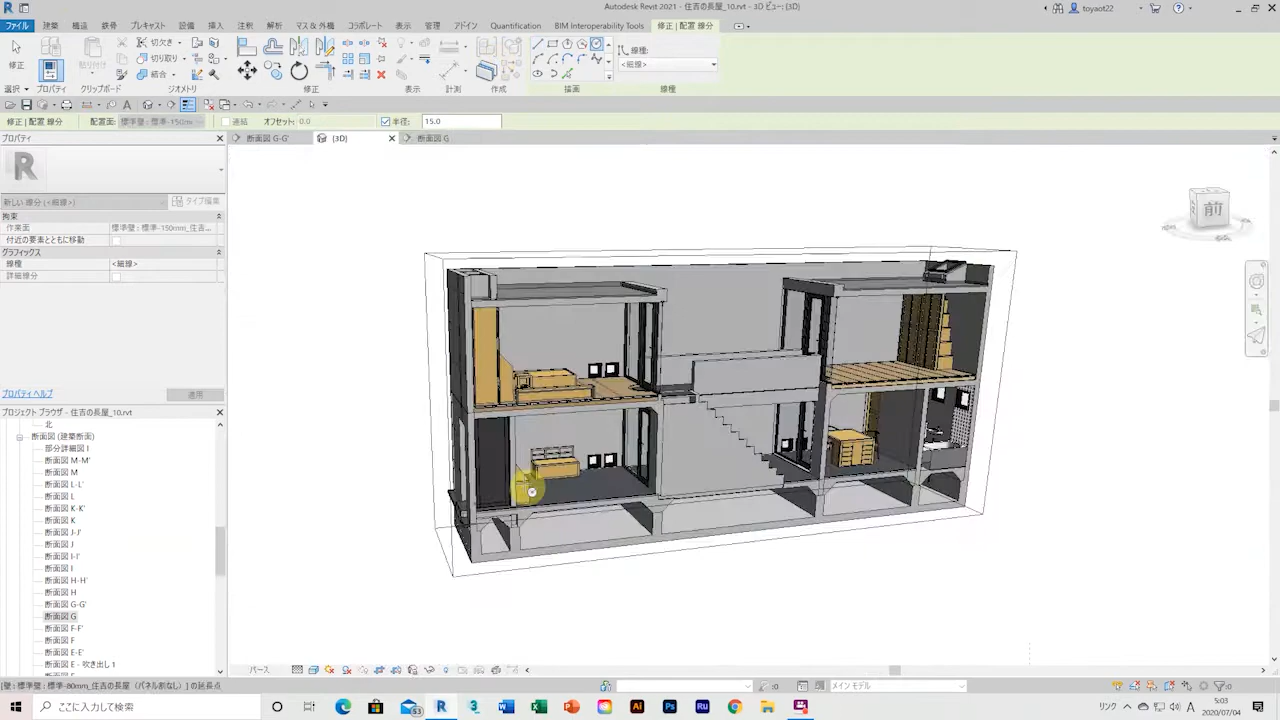 Autodesk Revit 2021 - 住吉の長屋_10.rvt - 3D ビュー: {3D}
toyaot22
ファイル 建築 構造 鉄骨 プレキャスト 設備 挿入 注釈 解析 マス & 外構 コラボレート 表示 管理 アドイン Quantification BIM Interoperability Tools 修正 | 配置 線分
修正
貼り付け
切欠き
切り取り
結合
線種:
<細線>
選択 プロパティ クリップボード ジオメトリ 修正 表示 計測 作成 描画 線種
修正 | 配置 線分 配置面: 連結 オフセット: 0.0 半径: 15.0
プロパティ
断面図 G-G' {3D} 断面図 G
新しい 線分 (<細線>) タイプ編集
拘束
作業面 標準壁 : 標準-150mm_住吉...
付近の要素とともに移動
グラフィックス
線種 <細線>
詳細線分
プロパティ ヘルプ 適用
プロジェクト ブラウザ - 住吉の長屋_10.rvt
北
断面図 (建築断面)
部分詳細図 1
断面図 M-M'
断面図 M
断面図 L-L'
断面図 L
断面図 K-K'
断面図 K
断面図 J-J'
断面図 J
断面図 I-I'
断面図 I
断面図 H-H'
断面図 H
断面図 G-G'
断面図 G
断面図 F-F'
断面図 F
断面図 E-E'
断面図 E - 吹き出し 1
前
パース
[壁 : 標準壁 : 標準-80mm_住吉の長屋 (パネル割なし)] の延長点
:0
メイン モデル
:0
ここに入力して検索
53
リンク
A
5:03
2020/07/04